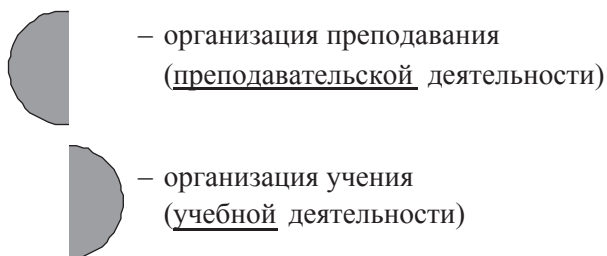 – организация преподавания
(преподавательской деятельности)
– организация учения
(учебной деятельности)